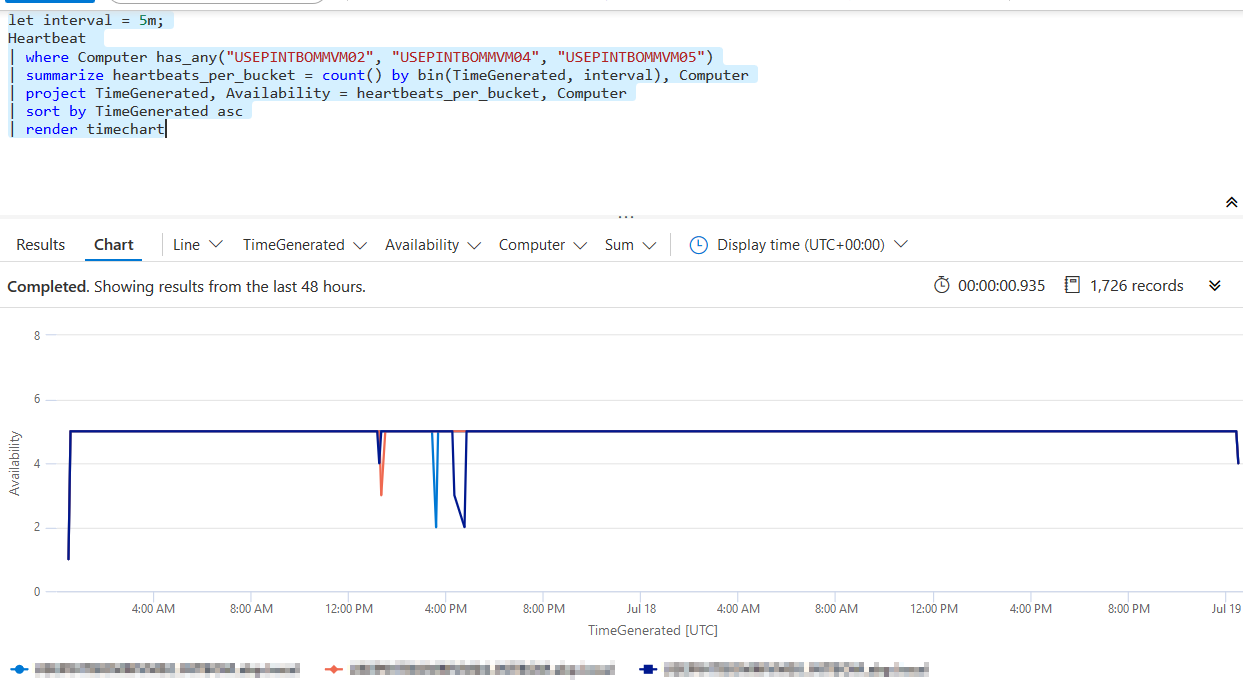 let interval = 5m;
Heartbeat
| where Computer has_any("USEPINTBOMMVM02", "USEPINTBOMMVM04", "USEPINTBOMMVM05")
| summarize heartbeats_per_bucket = count() by bin(TimeGenerated, interval), Computer
| project TimeGenerated, Availability = heartbeats_per_bucket, Computer
| sort by TimeGenerated asc
| render timechart
Results Chart Line TimeGenerated Availability Computer Sum Display time (UTC+00:00)
Completed. Showing results from the last 48 hours. 00:00:00.935 1,726 records
8
6
4
2
0
Availability
4:00 AM 8:00 AM 12:00 PM 4:00 PM 8:00 PM Jul 18 4:00 AM 8:00 AM 12:00 PM 4:00 PM 8:00 PM Jul 19
TimeGenerated [UTC]